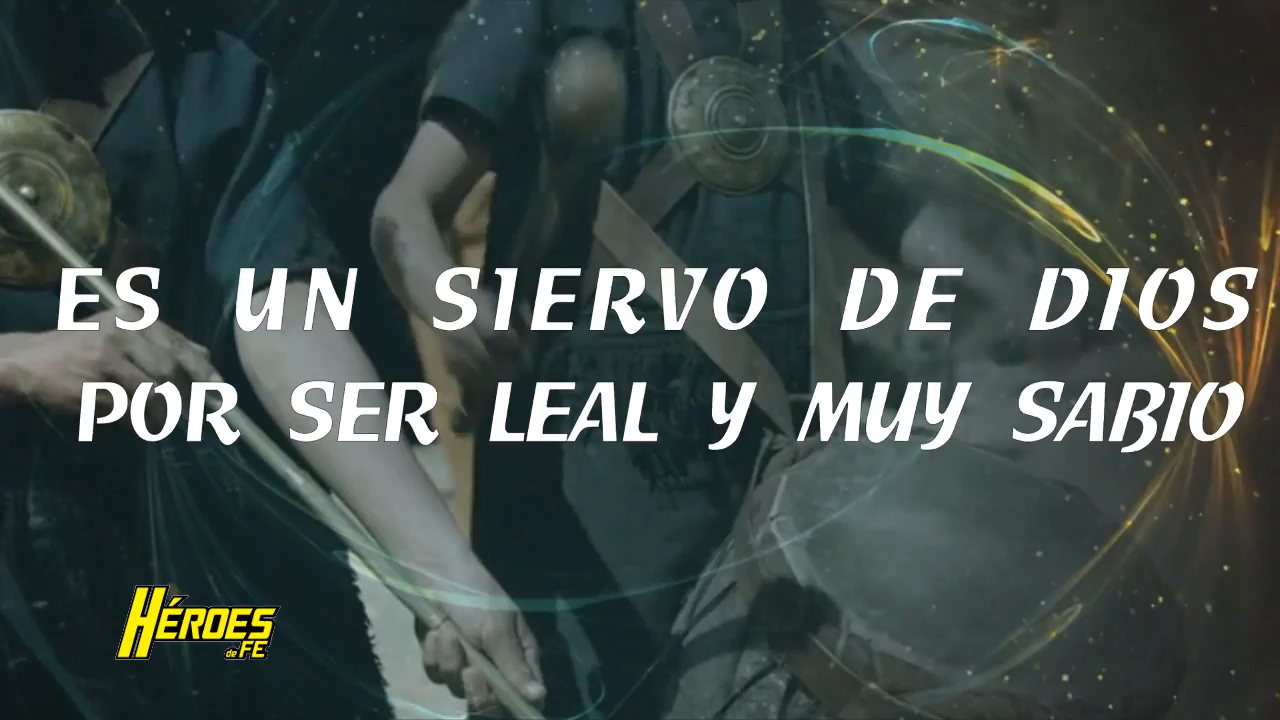 ES UN SIERVO DE DIOS
POR SER LEAL Y MUY SABIO
HÉROES
de FE